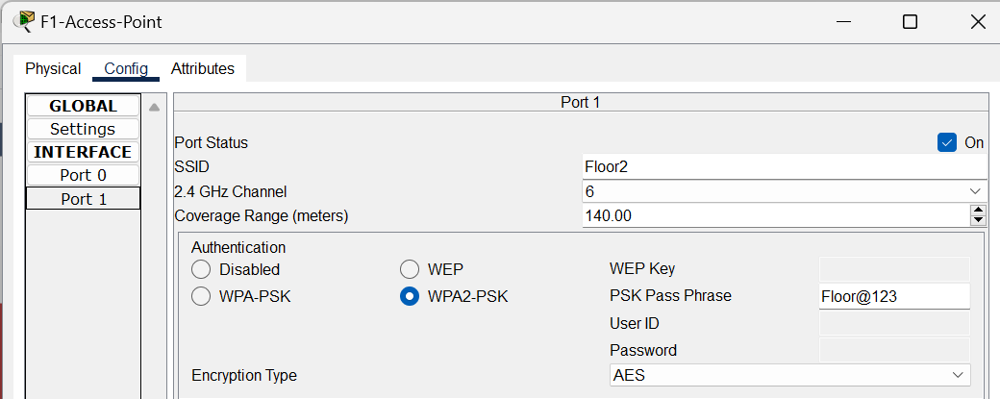 F1-Access-Point
Physical Config Attributes
GLOBAL
Settings
INTERFACE
Port 0
Port 1
Port 1
Port Status On
SSID Floor2
2.4 GHz Channel 6
Coverage Range (meters) 140.00
Authentication
Disabled WEP WEP Key
WPA-PSK WPA2-PSK PSK Pass Phrase Floor@123
User ID
Password
Encryption Type AES